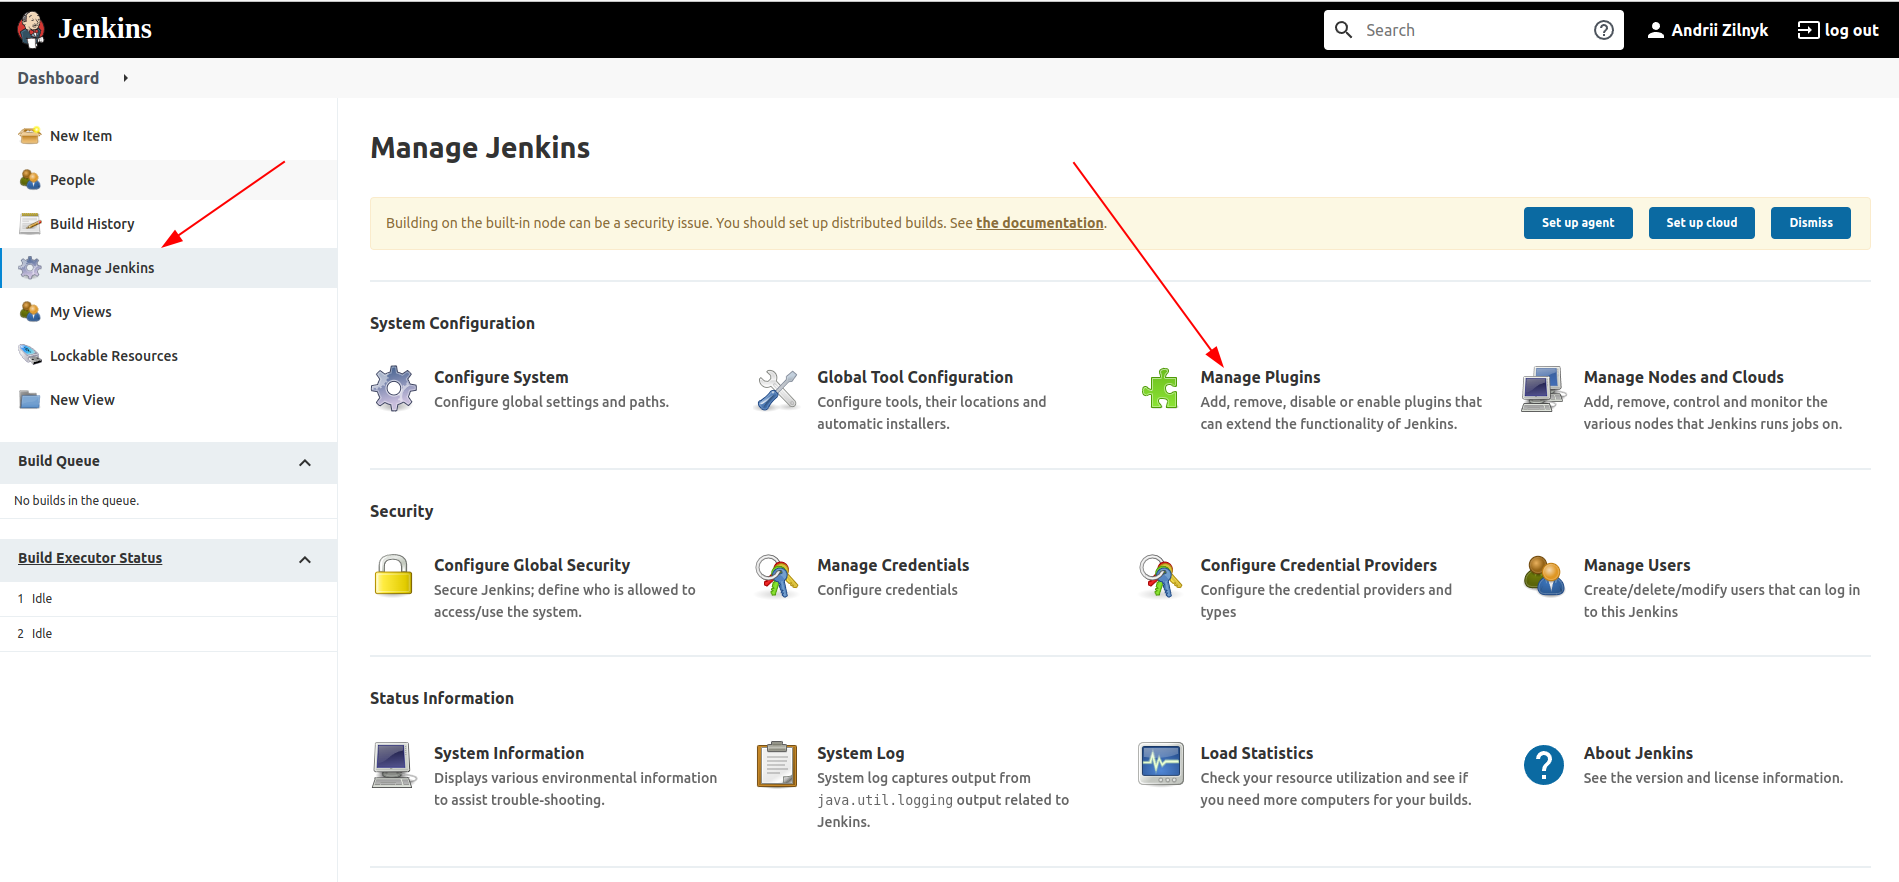 Jenkins
Search
Andrii Zilnyk
log out
Dashboard
New Item
People
Build History
Manage Jenkins
My Views
Lockable Resources
New View
Build Queue
No builds in the queue.
Build Executor Status
1 Idle
2 Idle
Manage Jenkins
Building on the built-in node can be a security issue. You should set up distributed builds. See the documentation.
Set up agent
Set up cloud
Dismiss
System Configuration
Configure System
Configure global settings and paths.
Global Tool Configuration
Configure tools, their locations and
automatic installers.
Manage Plugins
Add, remove, disable or enable plugins that
can extend the functionality of Jenkins.
Manage Nodes and Clouds
Add, remove, control and monitor the
various nodes that Jenkins runs jobs on.
Security
Configure Global Security
Secure Jenkins; define who is allowed to
access/use the system.
Manage Credentials
Configure credentials
Configure Credential Providers
Configure the credential providers and
types
Manage Users
Create/delete/modify users that can log in
to this Jenkins
Status Information
System Information
Displays various environmental information
to assist trouble-shooting.
System Log
System log captures output from
java.util.logging output related to
Jenkins.
Load Statistics
Check your resource utilization and see if
you need more computers for your builds.
About Jenkins
See the version and license information.